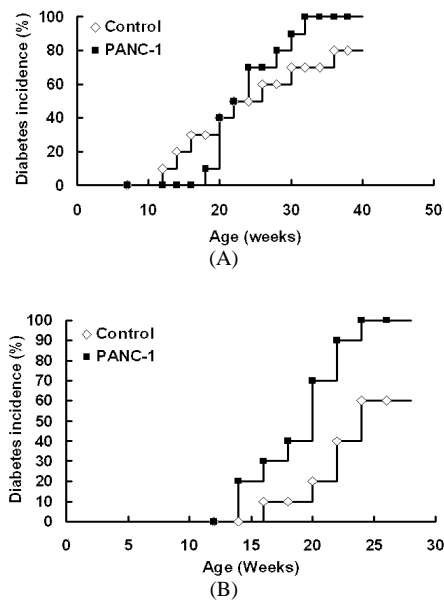 Diabetes incidence (%)
100
80
60
40
20
0
Control
PANC-1
0 10 20 30 40 50
Age (weeks)
(A)
Diabetes incidence (%)
100
90
80
70
60
50
40
30
20
10
0
Control
PANC-1
0 5 10 15 20 25 30
Age (Weeks)
(B)